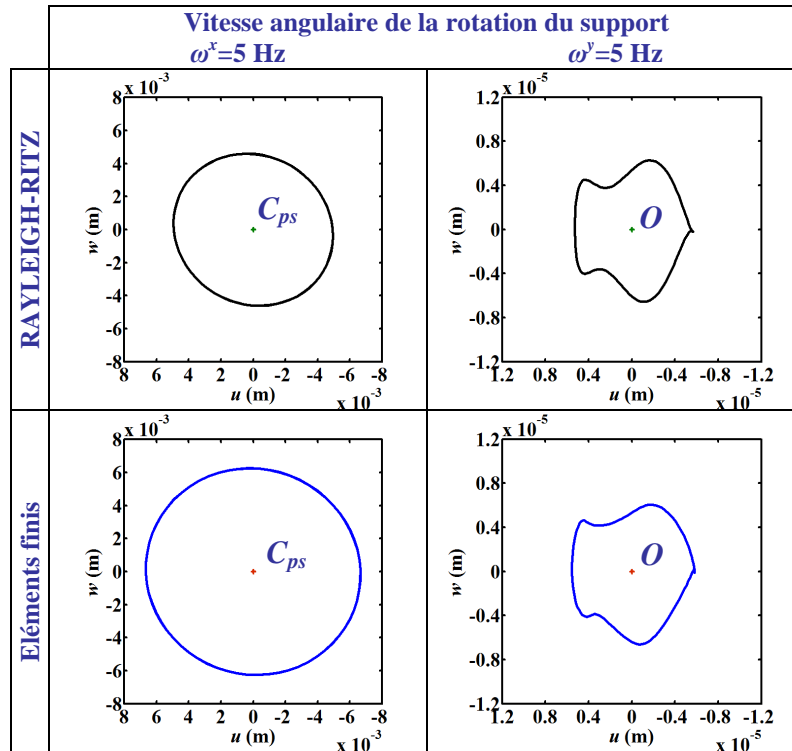 Vitesse angulaire de la rotation du support
ωˣ=5 Hz
ωʸ=5 Hz
RAYLEIGH-RITZ
8 x 10⁻³
6
4
2
0
-2
-4
-6
-8
w (m)
C_ps
8 6 4 2 0 -2 -4 -6 -8
u (m)
x 10⁻³
1.2 x 10⁻⁵
0.8
0.4
0
-0.4
-0.8
-1.2
w (m)
O
1.2 0.8 0.4 0 -0.4 -0.8 -1.2
u (m)
x 10⁻⁵
Eléments finis
8 x 10⁻³
6
4
2
0
-2
-4
-6
-8
w (m)
C_ps
8 6 4 2 0 -2 -4 -6 -8
u (m)
x 10⁻³
1.2 x 10⁻⁵
0.8
0.4
0
-0.4
-0.8
-1.2
w (m)
O
1.2 0.8 0.4 0 -0.4 -0.8 -1.2
u (m)
x 10⁻⁵